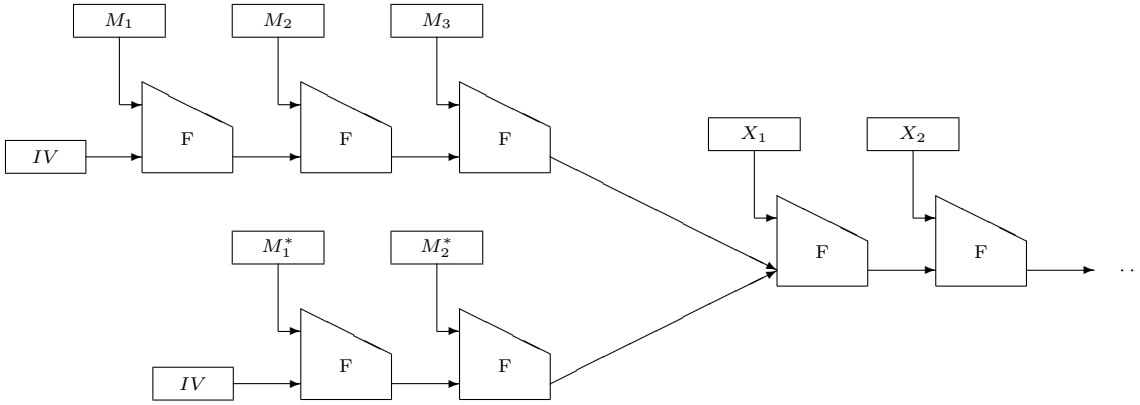 M₁ M₂ M₃
F F F
IV
X₁ X₂
F F
..
M₁* M₂*
F F
IV